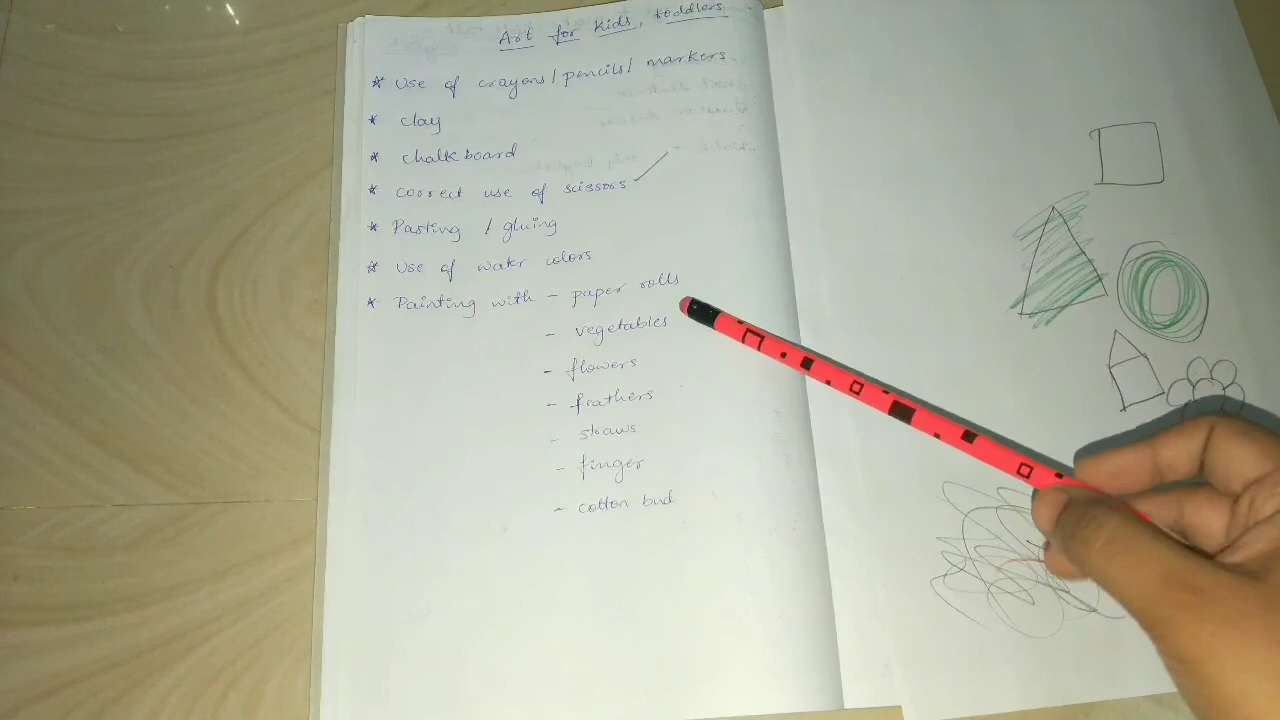 Art for Kids, toddlers
* Use of crayons/pencils/ markers
* clay
* chalkboard
* correct use of scissors
* Pasting / gluing
* Use of water colors
* Painting with - paper rolls
- vegetables
- flowers
- feathers
- straws
- finger
- cotton bud